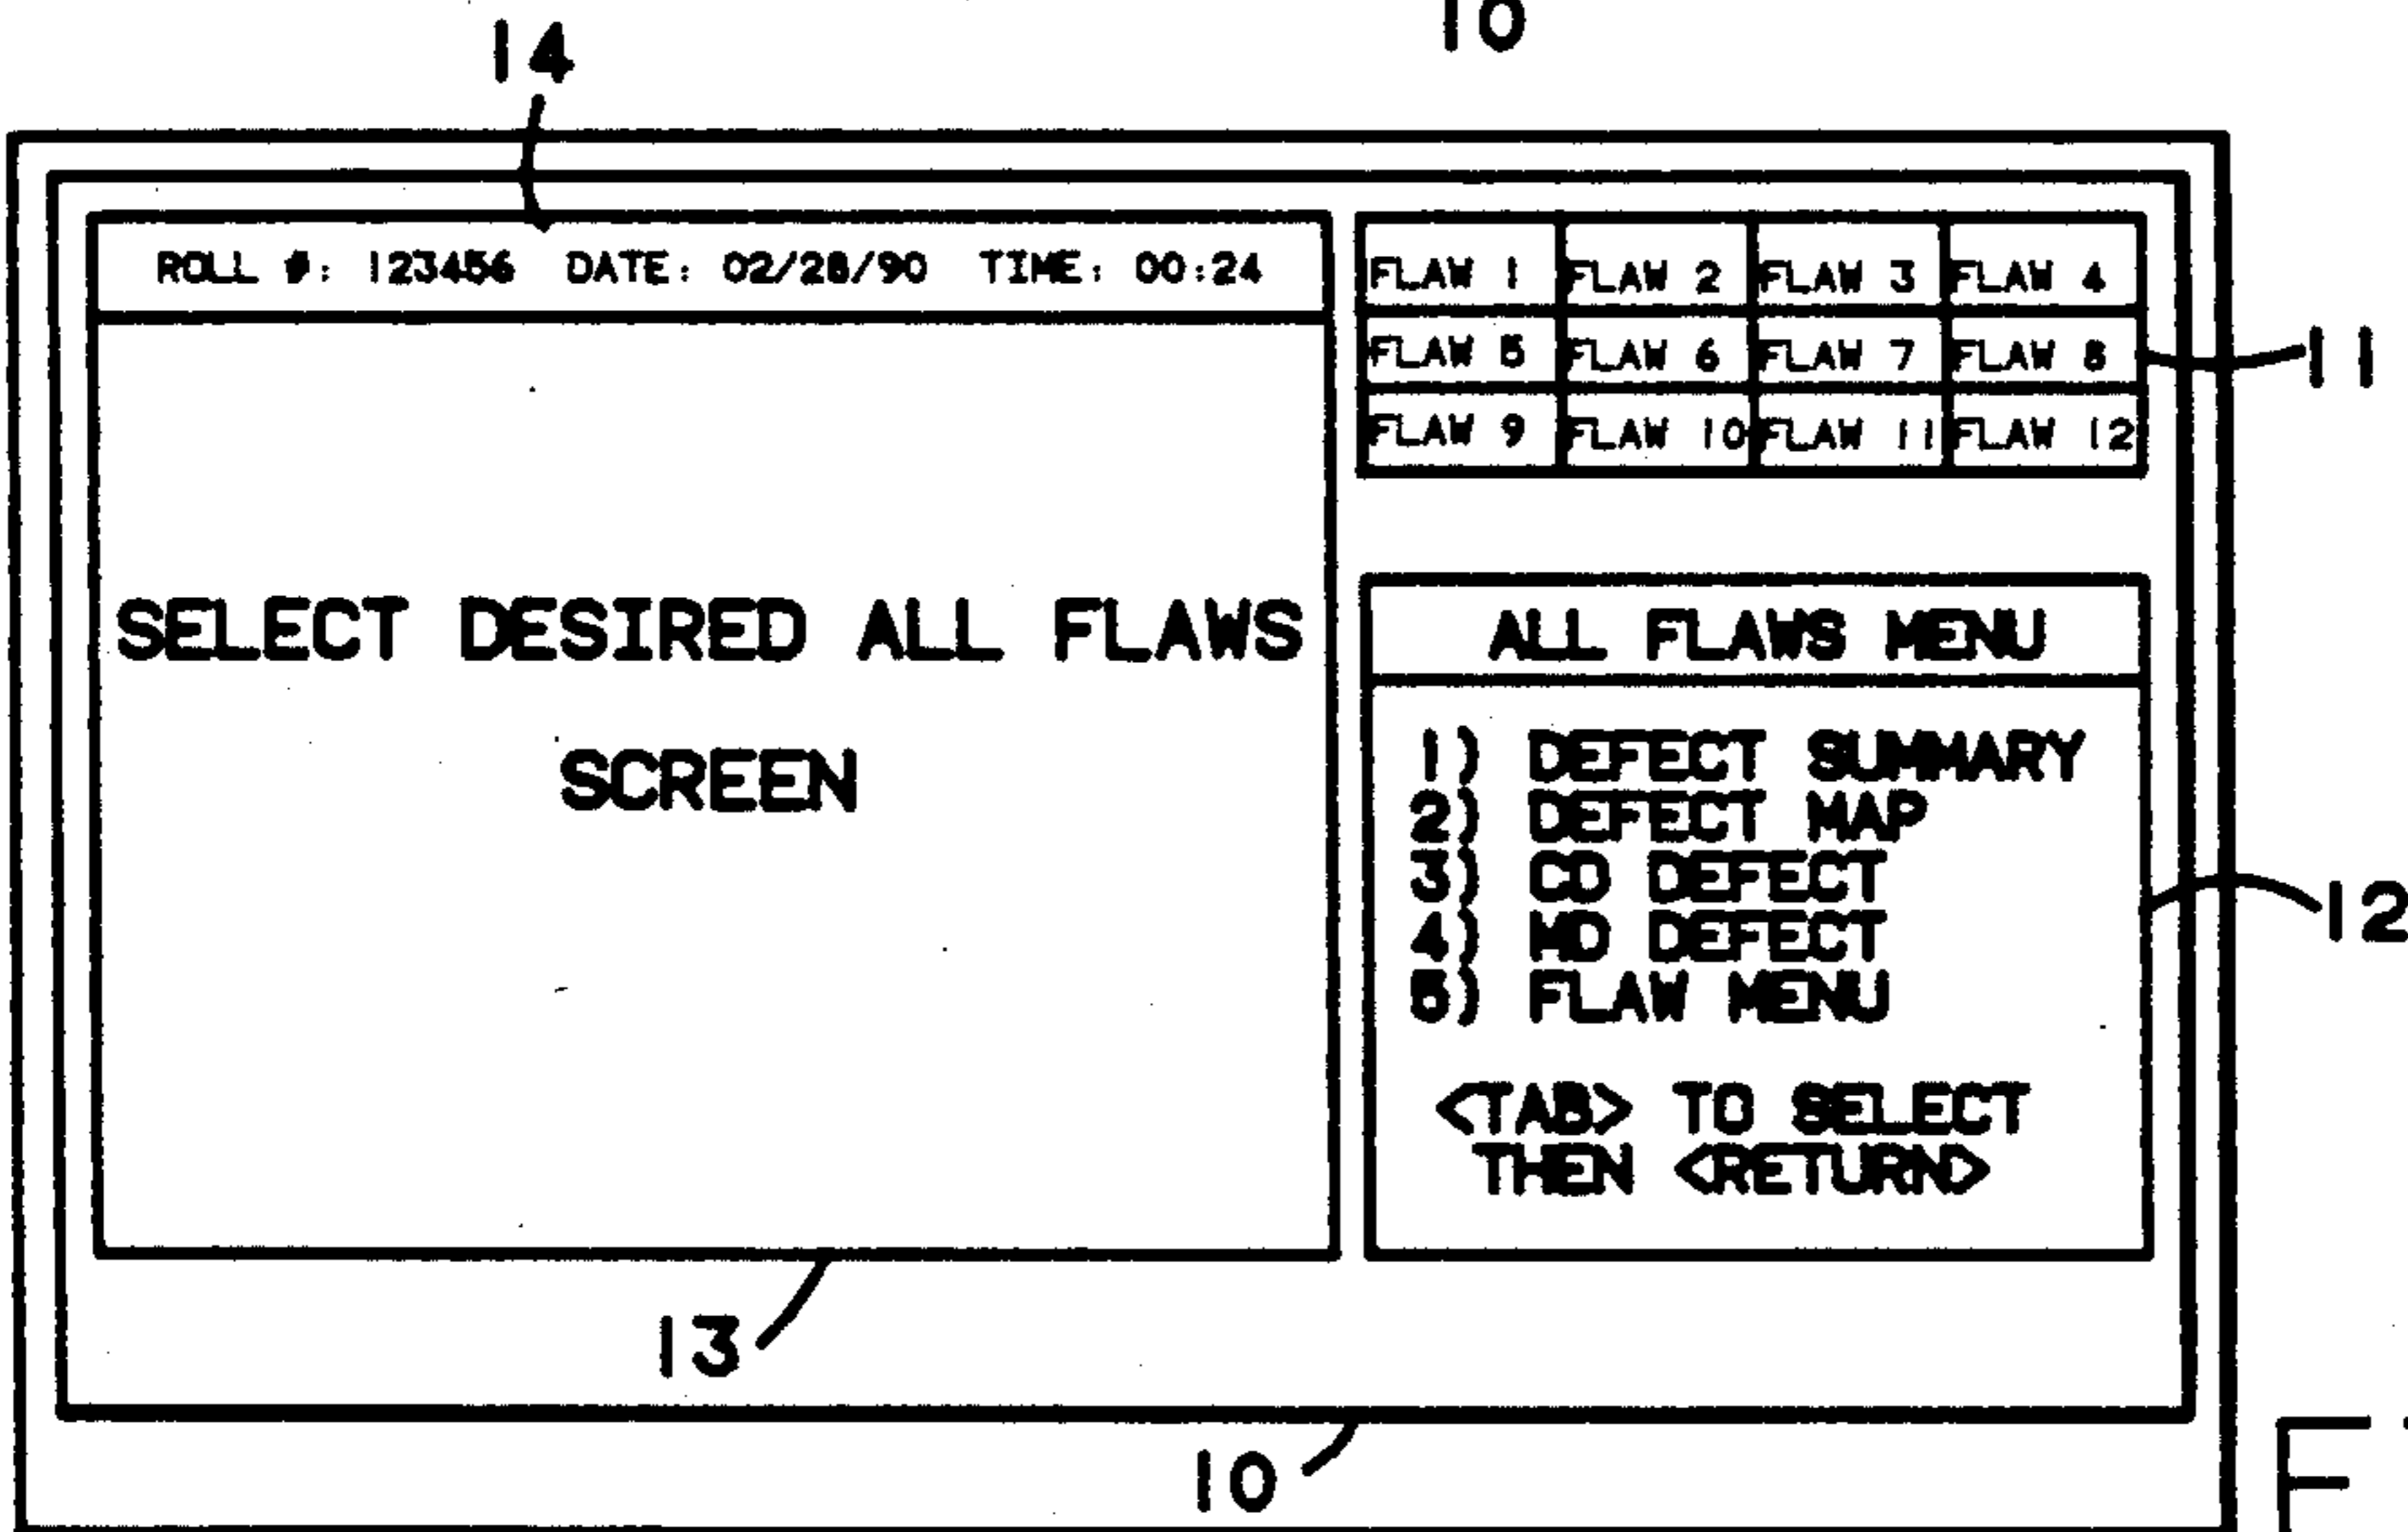 10
14
ROLL #: 123456 DATE: 02/28/90 TIME: 00:24
FLAW 1 FLAW 2 FLAW 3 FLAW 4
FLAW 5 FLAW 6 FLAW 7 FLAW 8
FLAW 9 FLAW 10 FLAW 11 FLAW 12
11
SELECT DESIRED ALL FLAWS
SCREEN
ALL FLAWS MENU
1) DEFECT SUMMARY
2) DEFECT MAP
3) CD DEFECT
4) MD DEFECT
5) FLAW MENU
<TAB> TO SELECT
THEN <RETURN>
12
13
10
F